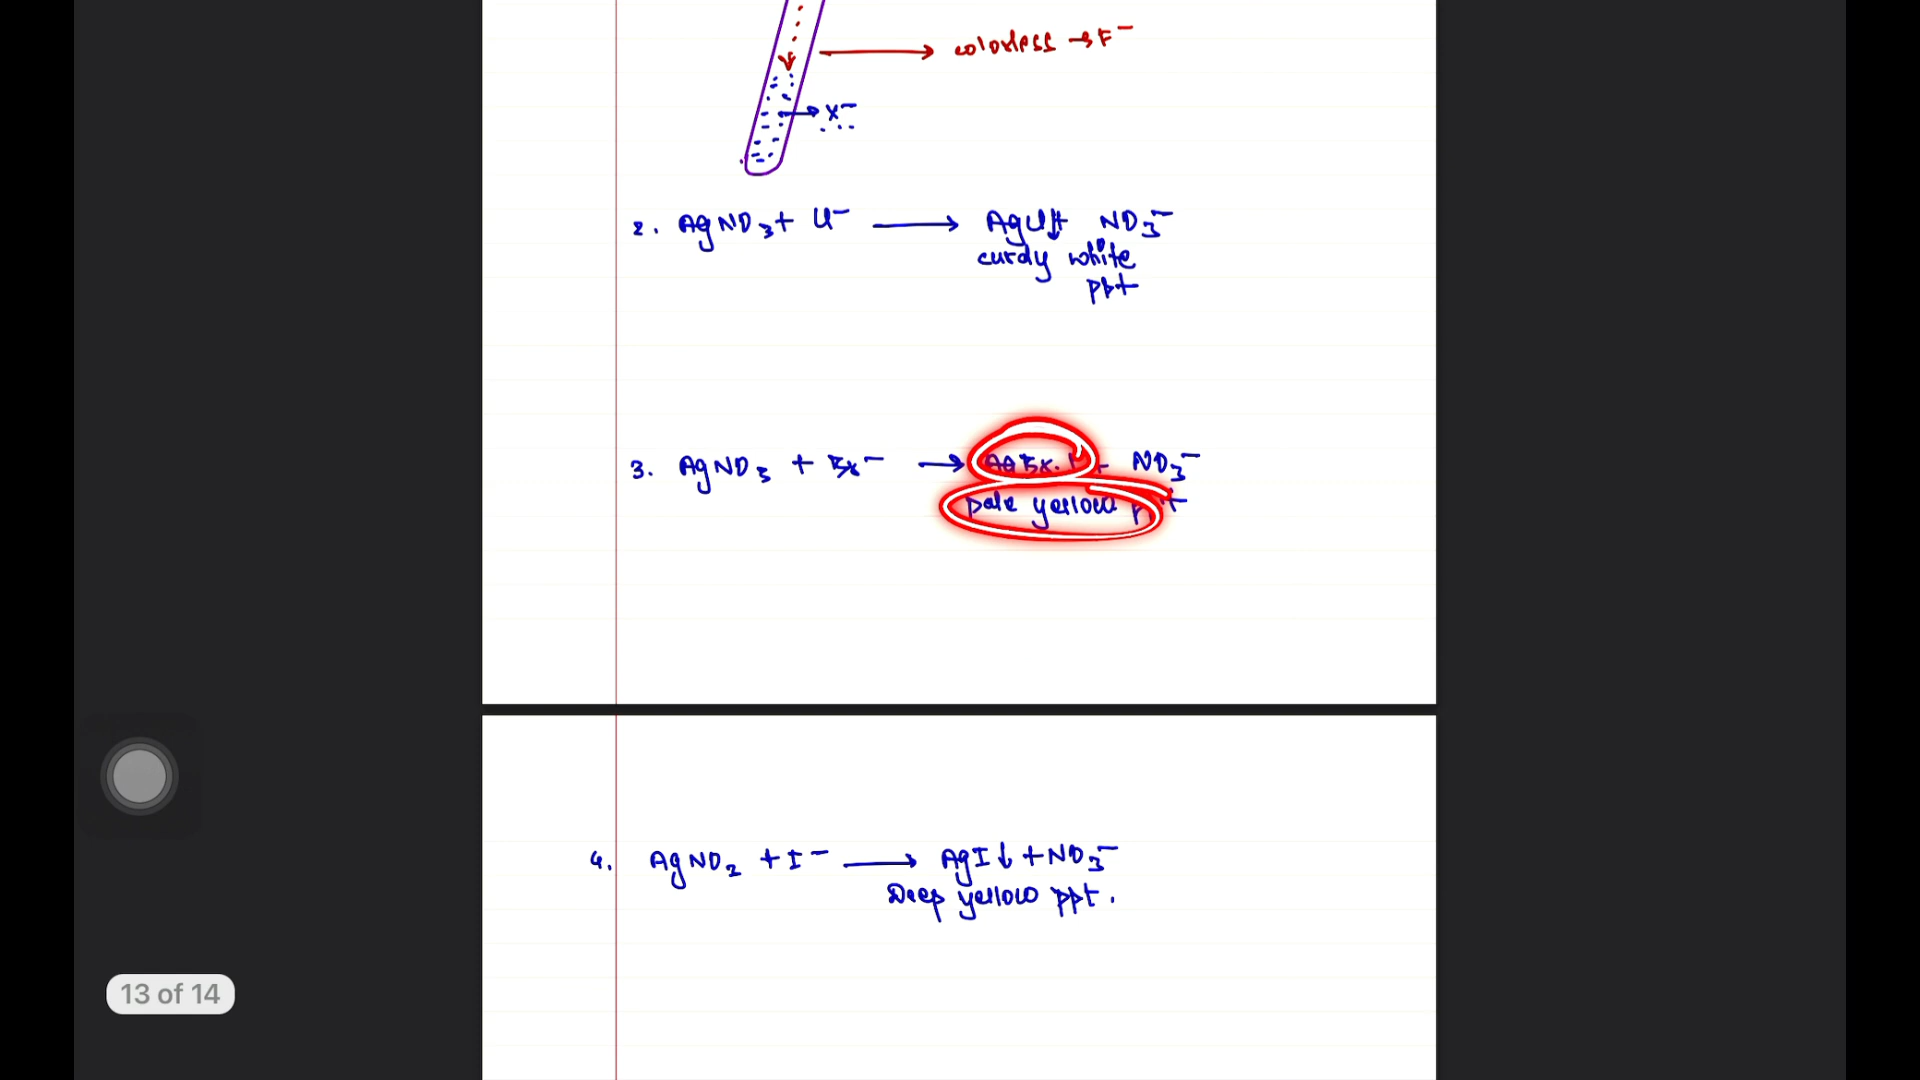 colorless → F⁻
→ X⁻
2. AgNO₃ + Cl⁻ ⟶ AgCl↓+ NO₃⁻
curdy white
ppt
3. AgNO₃ + Br⁻ ⟶ AgBr↓ + NO₃⁻
pale yellow ppt
4. AgNO₂ + I⁻ ⟶ AgI↓ + NO₃⁻
Deep yellow ppt.
13 of 14